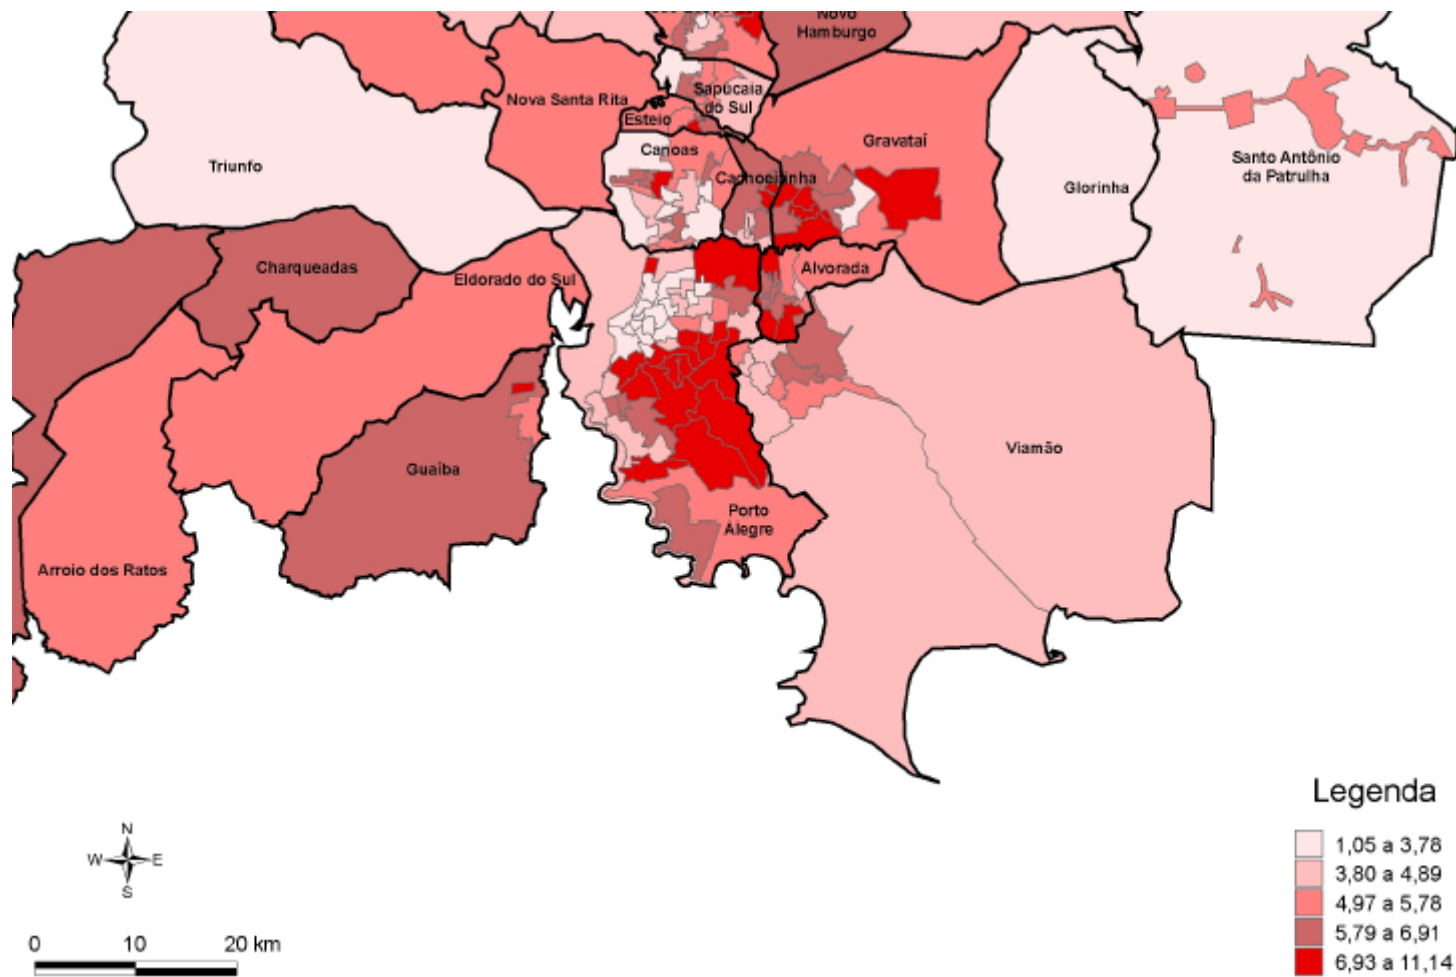 Novo
Hamburgo
Sapucaia
do Sul
Nova Santa Rita
Esteio
Gravataí
Canoas
Triunfo
Santo Antônio
da Patrulha
Cachoeirinha
Glorinha
Charqueadas
Alvorada
Eldorado do Sul
Viamão
Guaíba
Porto
Alegre
Arroio dos Ratos
Legenda
1,05 a 3,78
3,80 a 4,89
4,97 a 5,78
5,79 a 6,91
6,93 a 11,14
N
W E
S
0 10 20 km